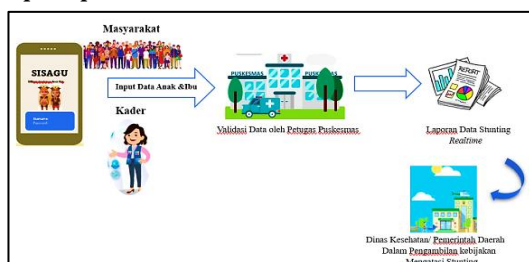 Masyarakat
SISAGU
Input Data Anak &Ibu
Kader
PUSKESMAS
Validasi Data oleh Petugas Puskesmas
REPORT
Laporan Data Stunting
Realtime
Dinas Kesehatan/ Pemerintah Daerah
Dalam Pengambilan kebijakan
Mengatasi Stunting